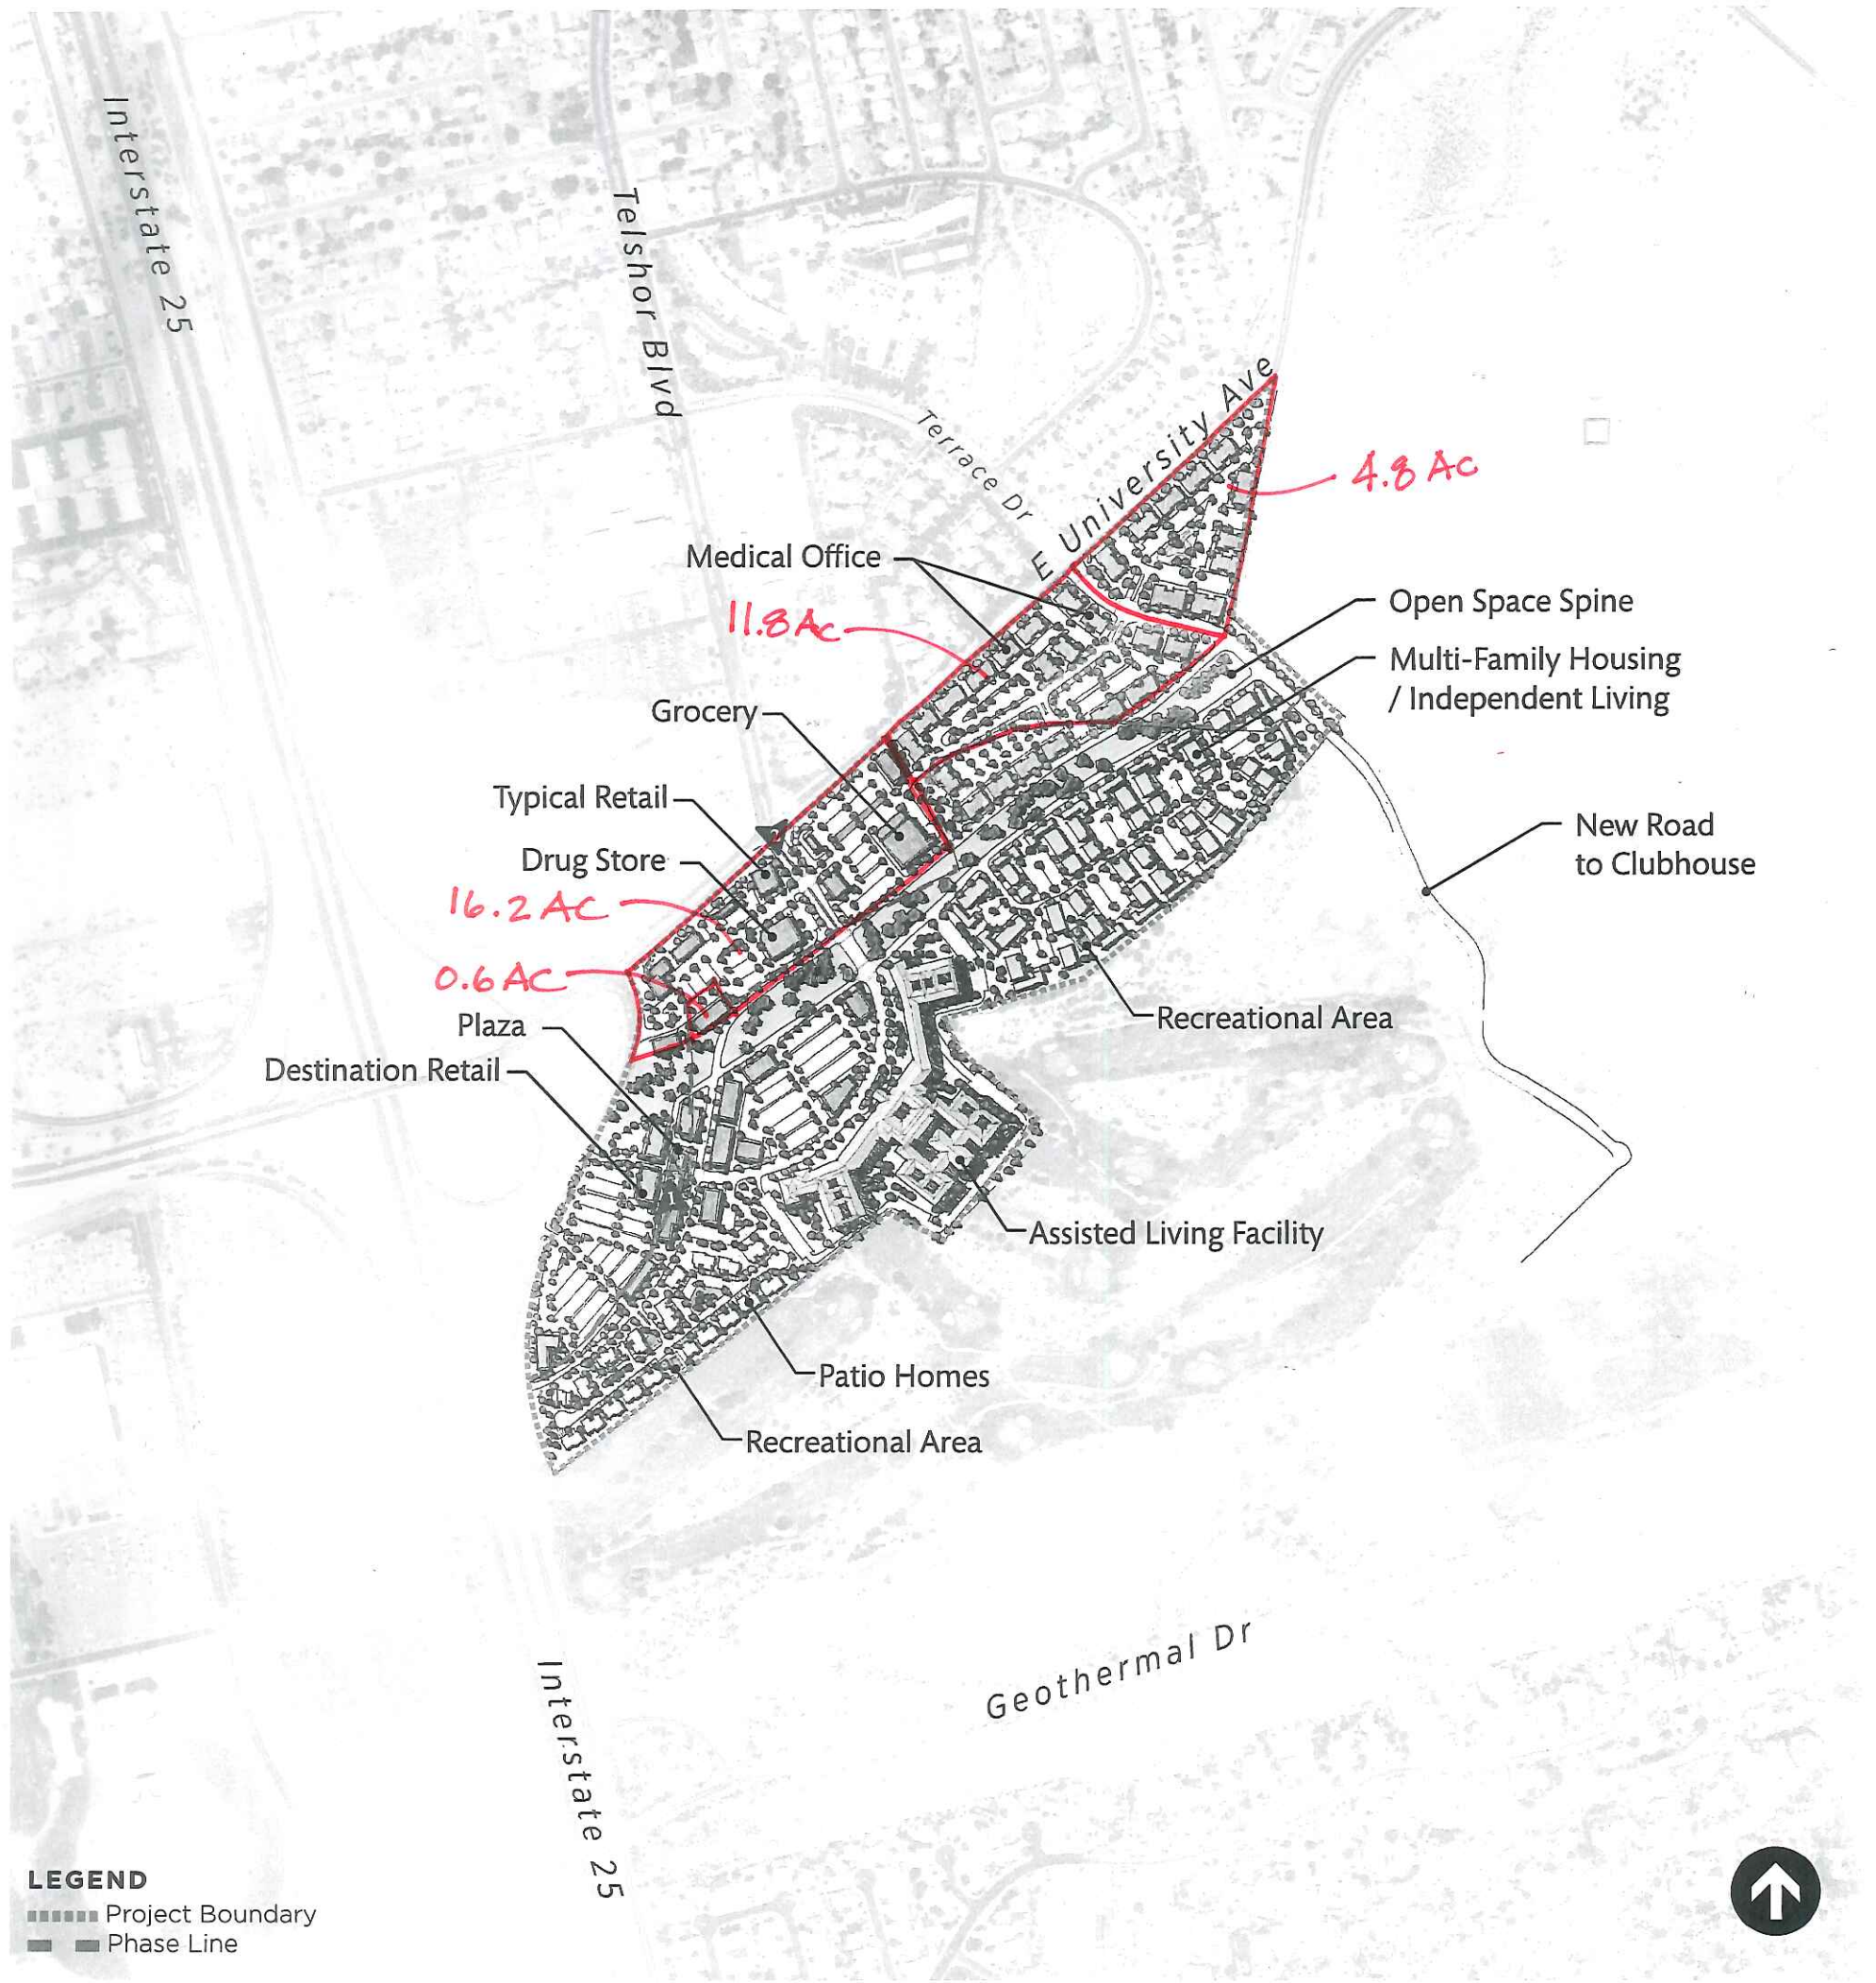 Interstate 25
Telshor Blvd
Terrace Dr
E University Ave
4.8 AC
Medical Office
11.8 AC
Open Space Spine
Multi-Family Housing
/ Independent Living
Grocery
Typical Retail
New Road
to Clubhouse
Drug Store
16.2 AC
0.6 AC
Plaza
Recreational Area
Destination Retail
Assisted Living Facility
Patio Homes
Recreational Area
Geothermal Dr
Interstate 25
LEGEND
Project Boundary
Phase Line